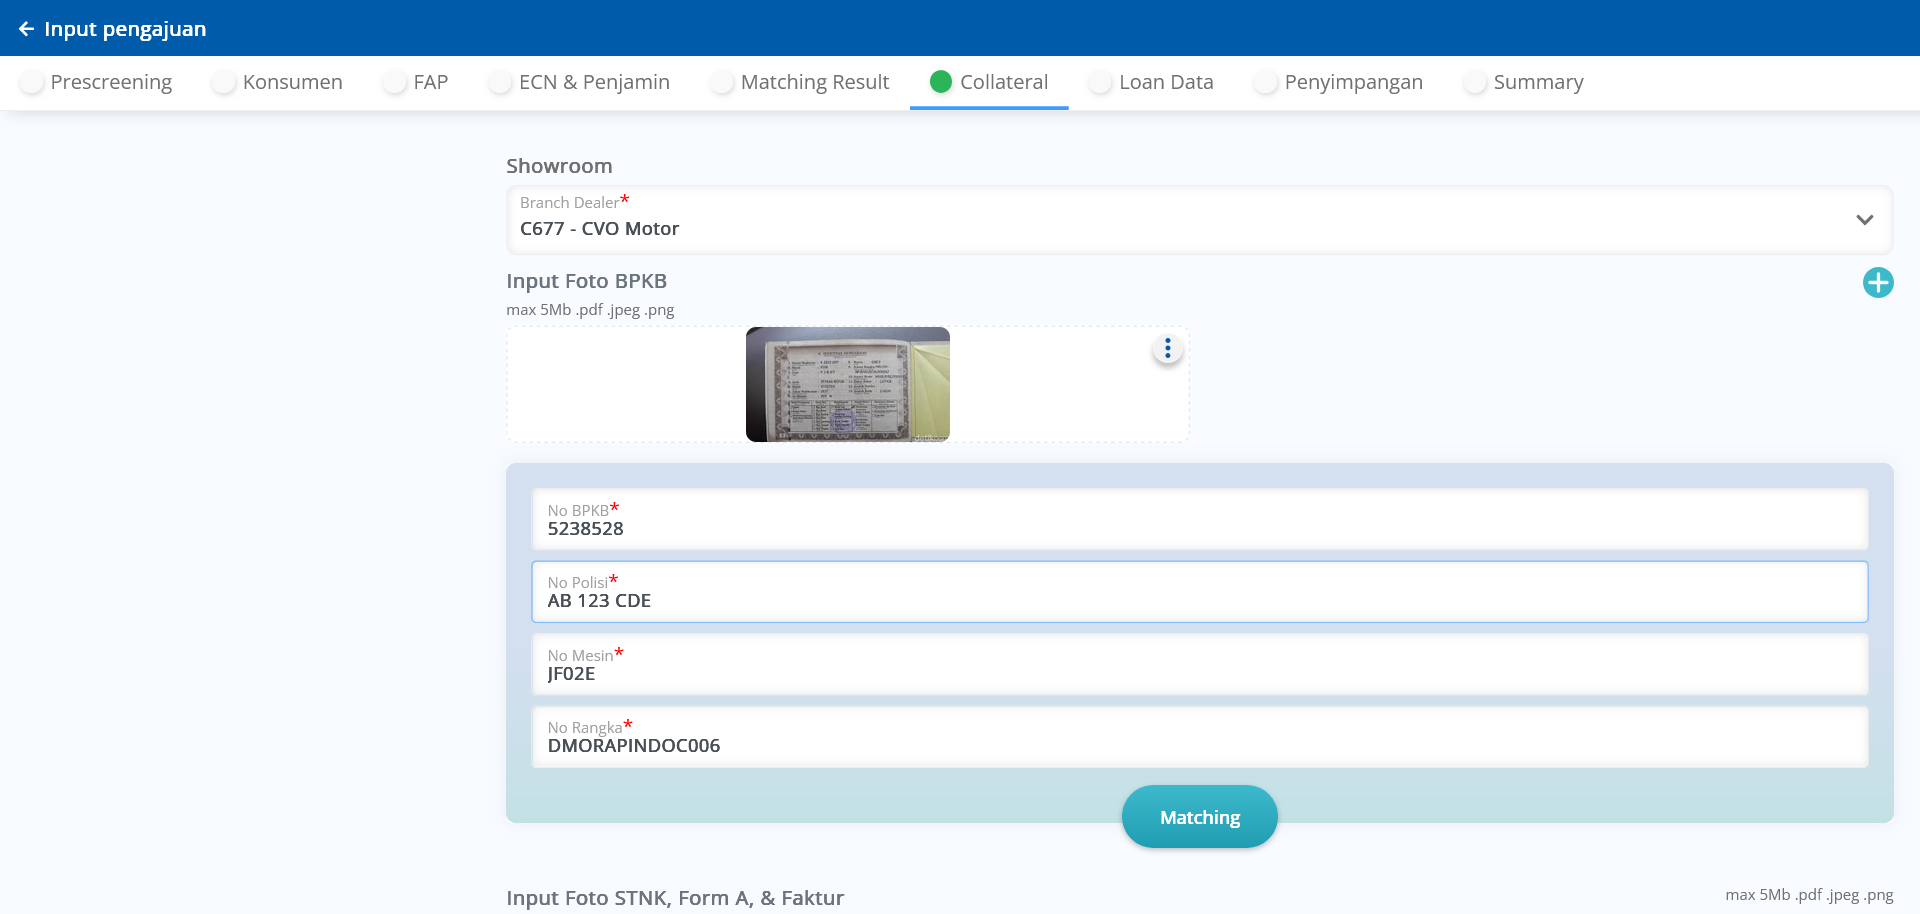 Input pengajuan
Prescreening
Konsumen
FAP
ECN & Penjamin
Matching Result
Collateral
Loan Data
Penyimpangan
Summary
Showroom
Branch Dealer*
C677 - CVO Motor
Input Foto BPKB
max 5Mb .pdf .jpeg .png
No BPKB*
5238528
No Polisi*
AB 123 CDE
No Mesin*
JF02E
No Rangka*
DMORAPINDOC006
Matching
Input Foto STNK, Form A, & Faktur
max 5Mb .pdf .jpeg .png